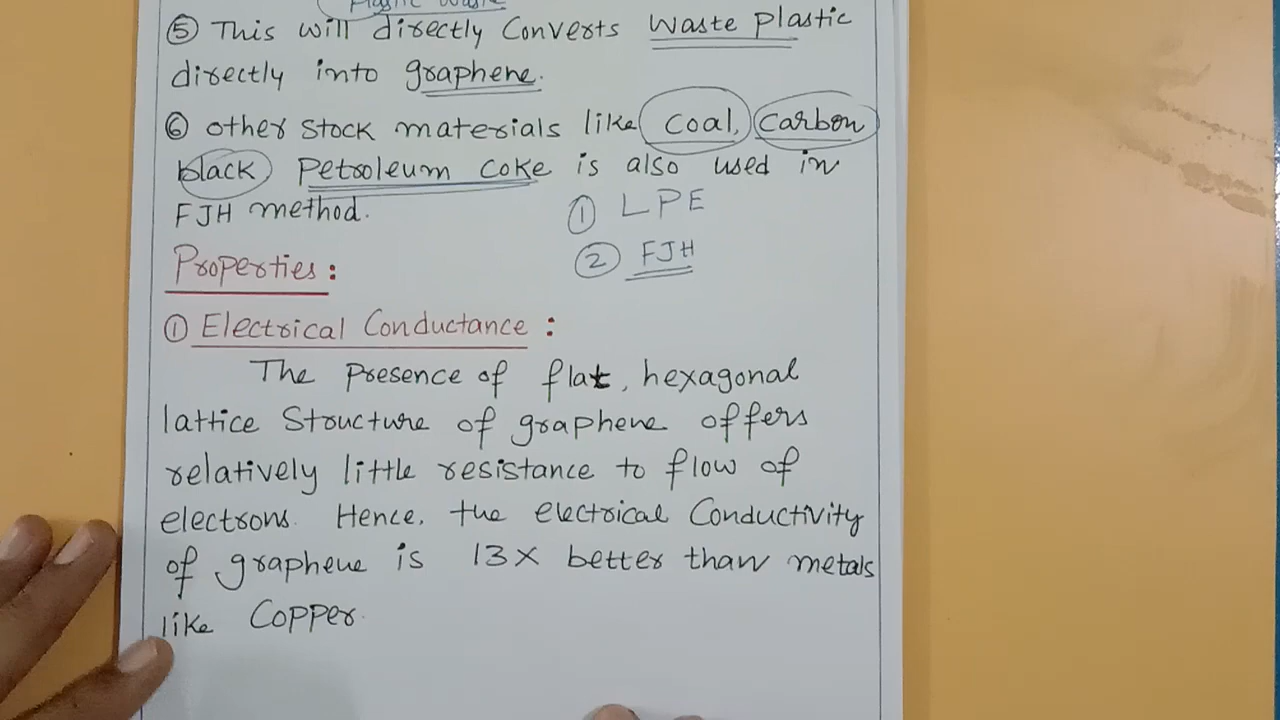 Plastic Waste
⑤ This will directly Converts Waste Plastic
directly into graphene.
⑥ other Stock materials like Coal, Carbon
black Petroleum Coke is also used in
FJH method.
① LPE
② FJH
Properties:
① Electrical Conductance:
The presence of flat, hexagonal
lattice Structure of graphene offers
relatively little resistance to flow of
electrons. Hence, the electrical Conductivity
of graphene is 13X better than metals
like Copper.